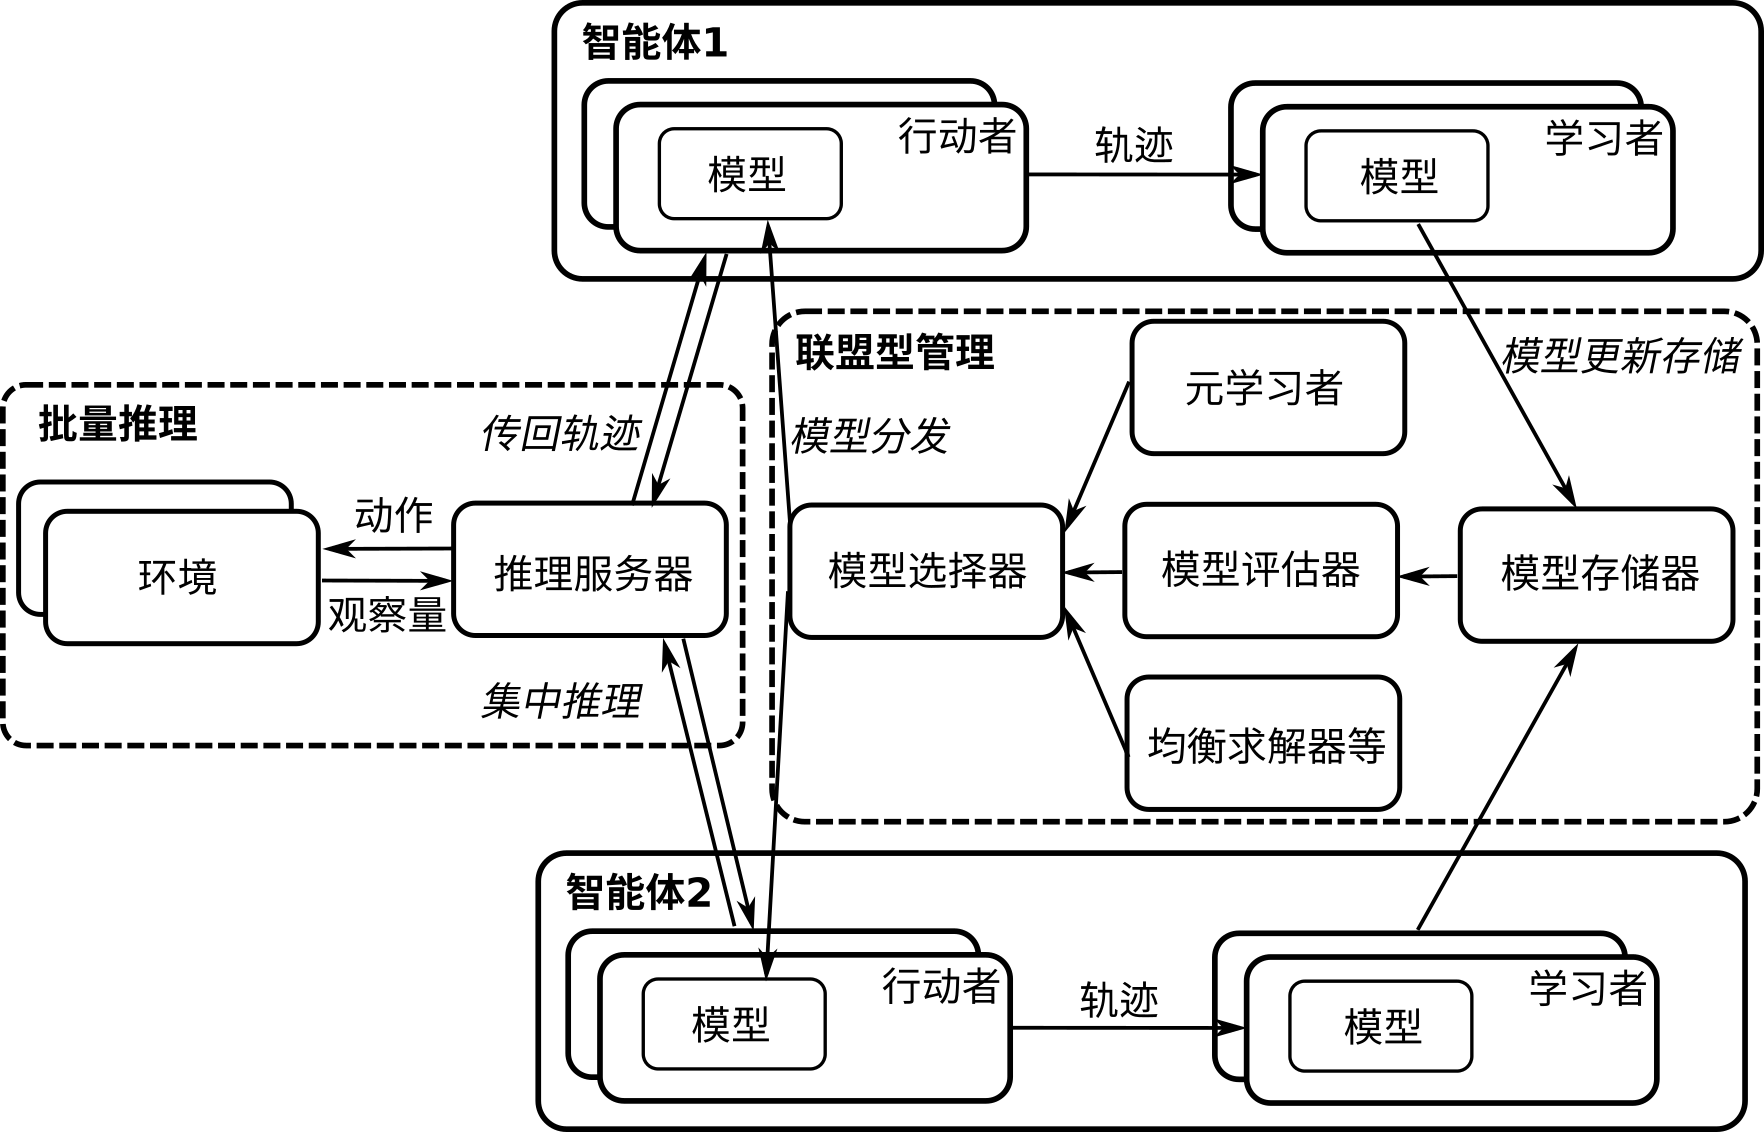 智能体1
行动者
模型
轨迹
学习者
模型
联盟型管理
元学习者
模型更新存储
模型分发
批量推理
传回轨迹
动作
环境
推理服务器
观察量
集中推理
模型选择器
模型评估器
模型存储器
均衡求解器等
智能体2
行动者
模型
轨迹
学习者
模型